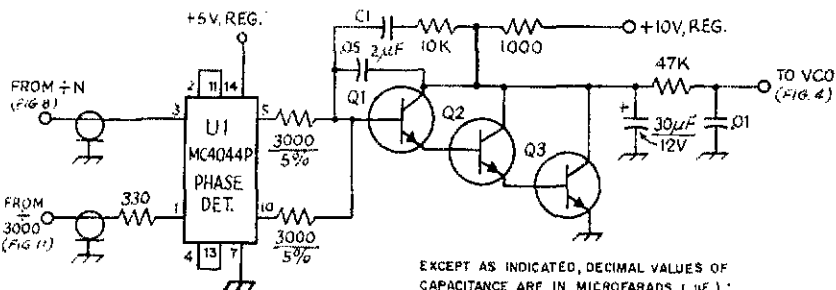 +5V, REG.
C1
2µF
10K
1000
+10V, REG.
.05
47K
TO VCO
(FIG. 4)
FROM ÷N
(FIG 8)
2 11 14
3
5
3000
5%
Q1
Q2
Q3
+
30µF
12V
.01
U1
MC4044P
PHASE
DET.
FROM
÷
3000
(FIG 11)
330
1
10
3000
5%
4 13 7
EXCEPT AS INDICATED, DECIMAL VALUES OF
CAPACITANCE ARE IN MICROFARADS (µF);